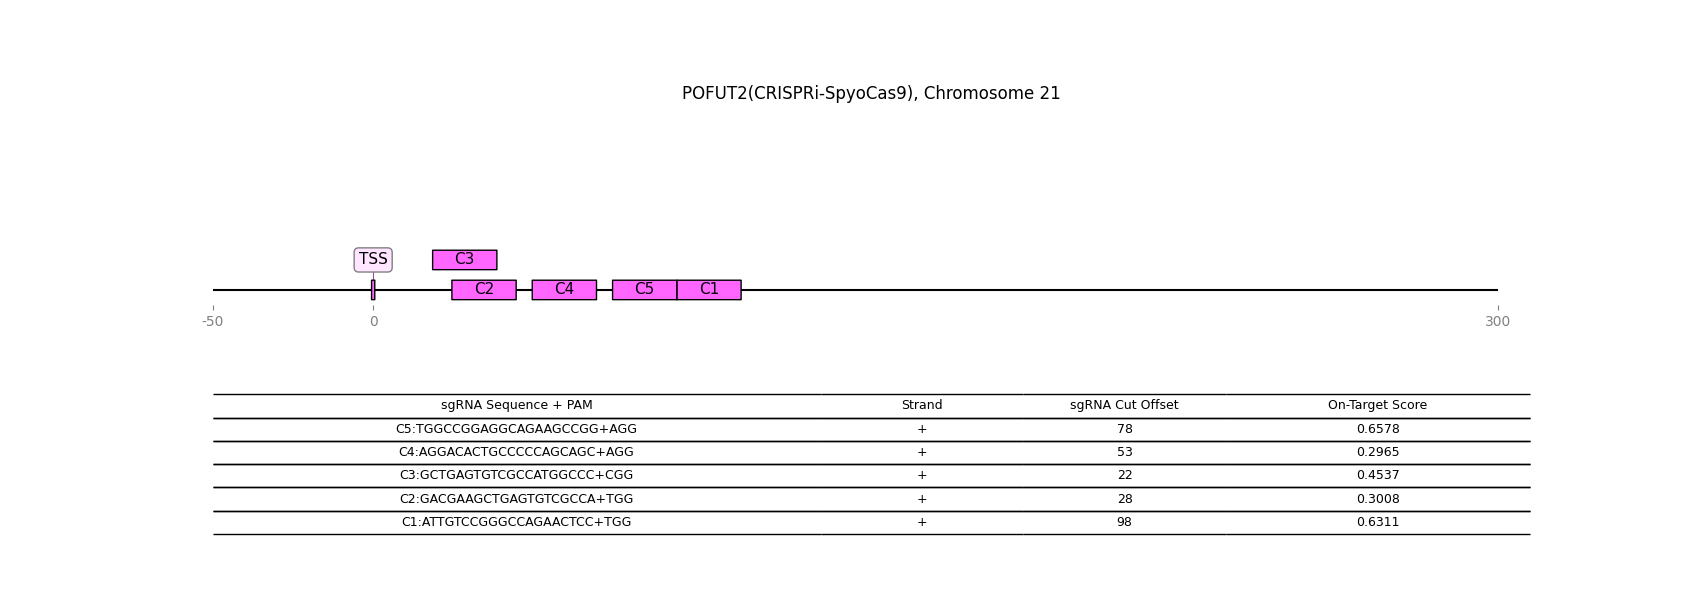 POFUT2(CRISPRi-SpyoCas9), Chromosome 21
TSS C3
C2 C4 C5 C1
-50 0 300
sgRNA Sequence + PAM Strand sgRNA Cut Offset On-Target Score
C5:TGGCCGGAGGCAGAAGCCGG+AGG + 78 0.6578
C4:AGGACACTGCCCCCAGCAGC+AGG + 53 0.2965
C3:GCTGAGTGTCGCCATGGCCC+CGG + 22 0.4537
C2:GACGAAGCTGAGTGTCGCCA+TGG + 28 0.3008
C1:ATTGTCCGGGCCAGAACTCC+TGG + 98 0.6311